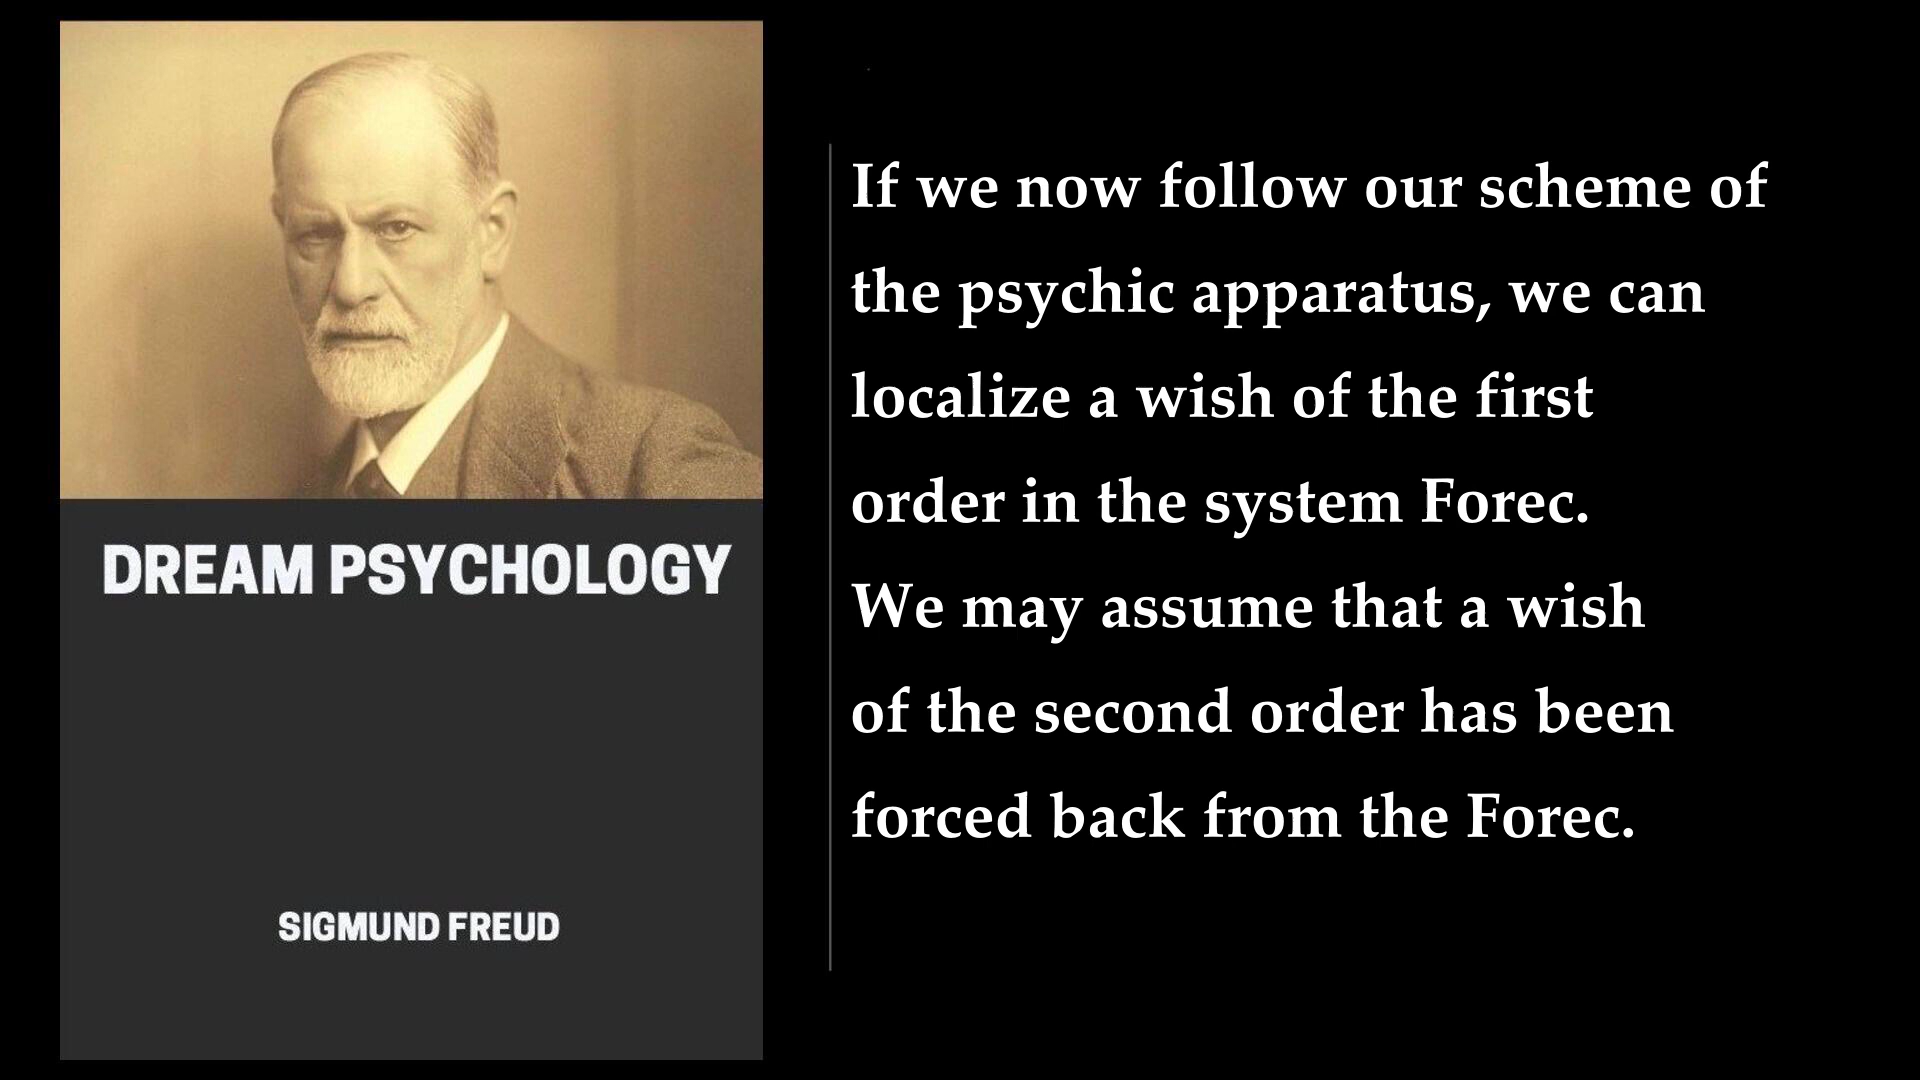 DREAM PSYCHOLOGY
SIGMUND FREUD
If we now follow our scheme of
the psychic apparatus, we can
localize a wish of the first
order in the system Forec.
We may assume that a wish
of the second order has been
forced back from the Forec.